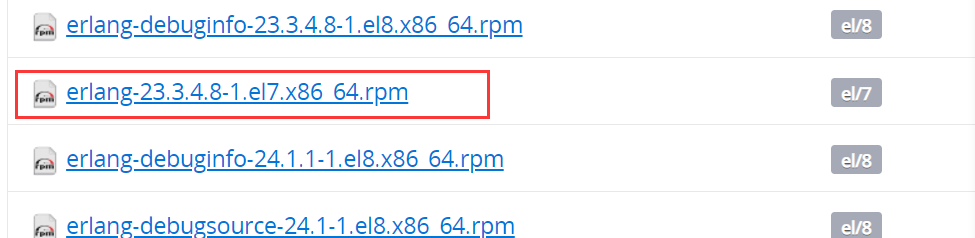 erlang-debuginfo-23.3.4.8-1.el8.x86_64.rpm el/8
erlang-23.3.4.8-1.el7.x86_64.rpm el/7
erlang-debuginfo-24.1.1-1.el8.x86_64.rpm el/8
erlang-debugsource-24.1-1.el8.x86_64.rpm el/8